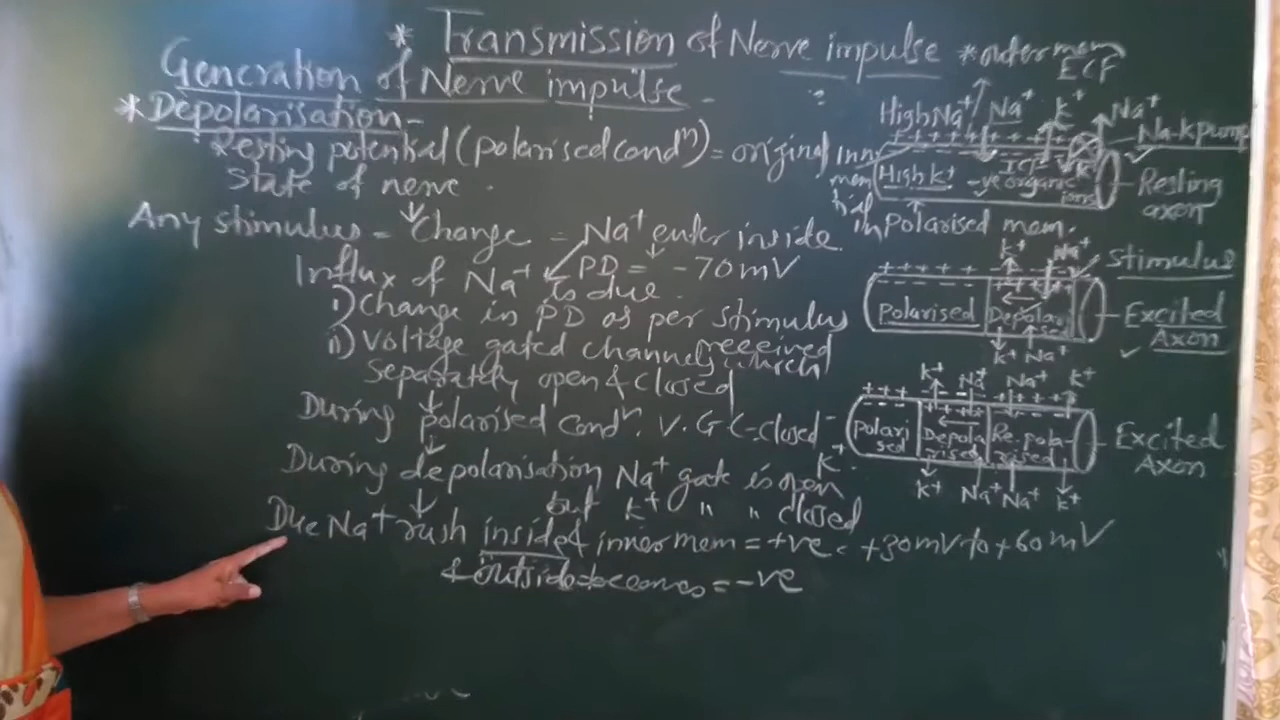 * Transmission of Nerve impulse
Generation of Nerve impulse
* Depolarisation -
Resting potential (polarised condⁿ) = original
State of nerve.
Any stimulus = Change = Na⁺ enter inside.
Influx of Na⁺ PD = -70mV
is due
i) Change in PD as per stimulus
received
ii) Voltage gated channels which
separately open & closed
During polarised condⁿ. V.G.C-closed
During depolarisation Na⁺ gate is open
but K⁺ " " closed
Due Na⁺ rush inside & inner mem = +ve. +30mV to +60mV
& outside becomes = -ve
* outer mem
ECF
High Na⁺ Na⁺ K⁺ Na⁺
+ + + + + + + Na-K pump
inner
mem
High K⁺ -ve organic ions
ICF K⁺
Resting
axon
Polarised mem.
K⁺ Na⁺
Stimulus
+ + + + +
Polarised Depolarised
Excited
Axon
K⁺ Na⁺
K⁺ Na⁺ Na⁺ K⁺
+ + +
Polarised Depolarised Re-polarised
Excited
Axon
K⁺ Na⁺ Na⁺ K⁺
K⁺